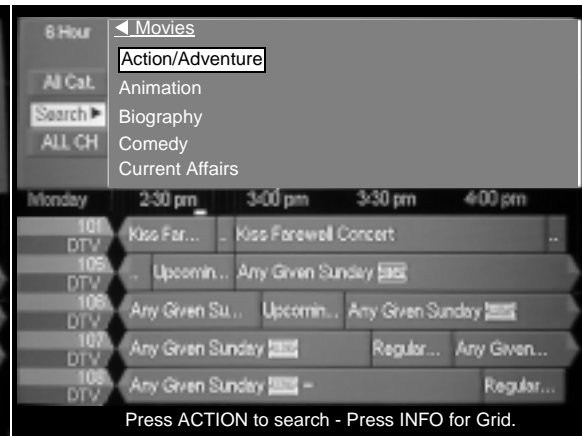 6 Hour
◀ Movies
Action/Adventure
All Cat.
Animation
Search ▶
Biography
ALL CH
Comedy
Current Affairs
Monday 2:30 pm 3:00 pm 3:30 pm 4:00 pm
101 DTV Kiss Far... .. Kiss Farewell Concert ..
105 DTV .. Upcomin... Any Given Sunday
106 DTV Any Given Su... Upcomin... Any Given Sunday
107 DTV Any Given Sunday Regular... Any Given...
108 DTV Any Given Sunday – Regular...
Press ACTION to search - Press INFO for Grid.